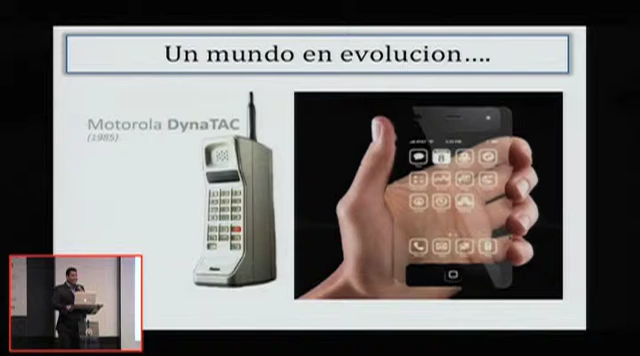 Un mundo en evolucion....
Motorola DynaTAC
(1985)